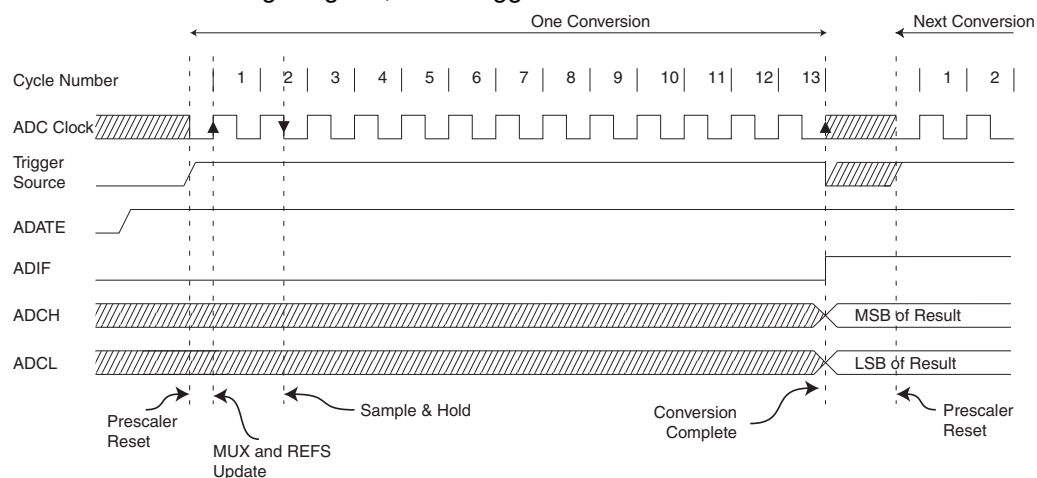 One Conversion
Next Conversion
Cycle Number 1 2 3 4 5 6 7 8 9 10 11 12 13 1 2
ADC Clock
Trigger
Source
ADATE
ADIF
ADCH
MSB of Result
ADCL
LSB of Result
Prescaler
Reset
MUX and REFS
Update
Sample & Hold
Conversion
Complete
Prescaler
Reset